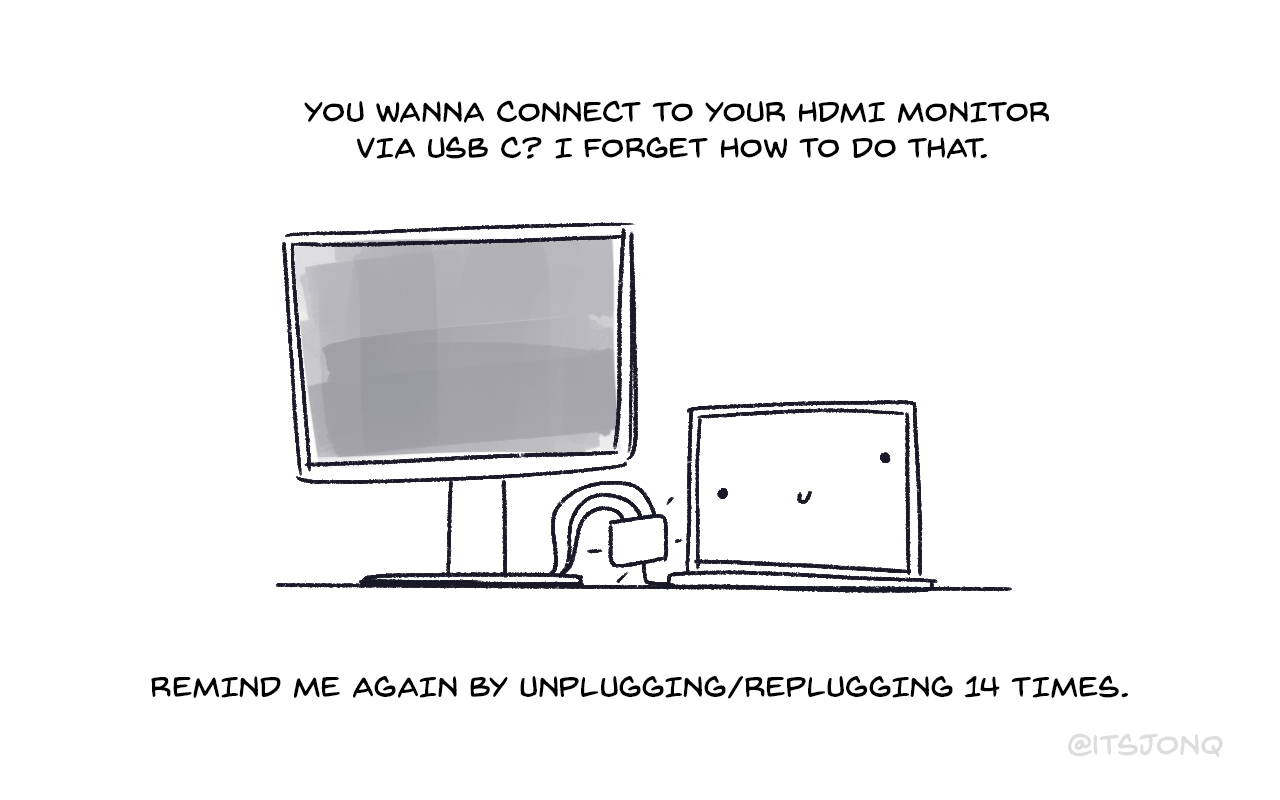 YOU WANNA CONNECT TO YOUR HDMI MONITOR
VIA USB C? I FORGET HOW TO DO THAT.
REMIND ME AGAIN BY UNPLUGGING/REPLUGGING 14 TIMES.
@ITSJONQ